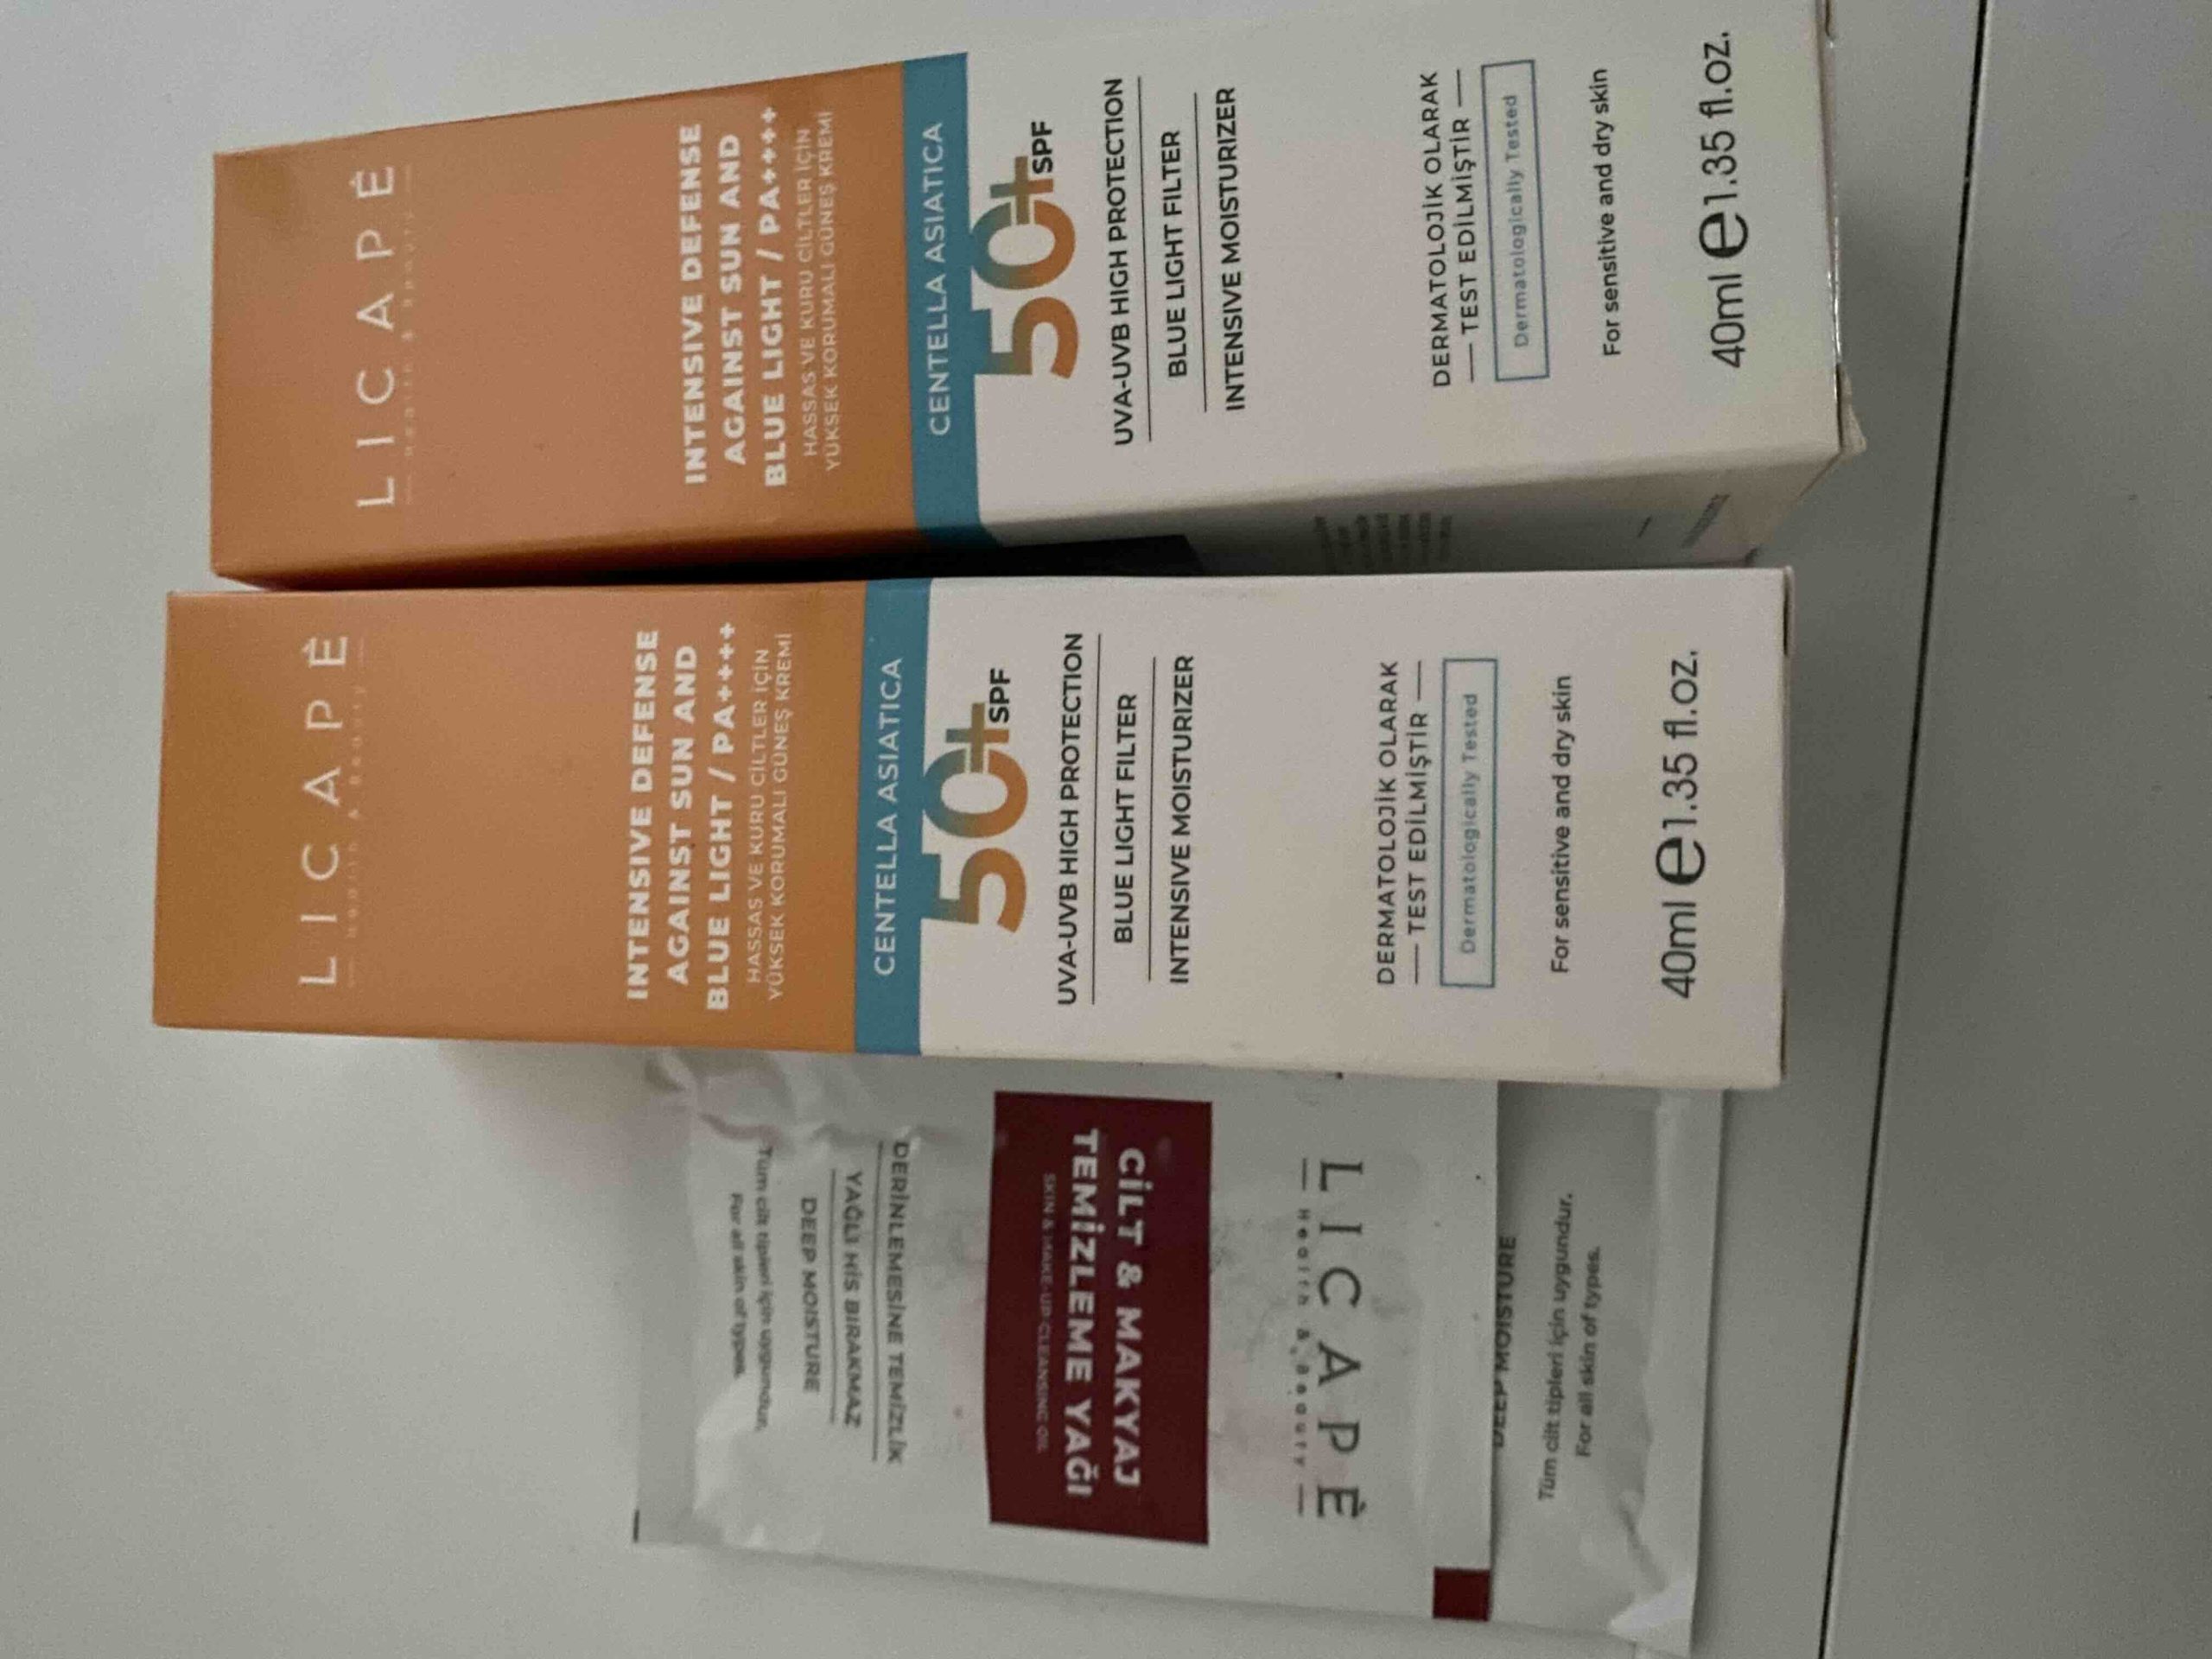 LICAPÈ
Health & Beauty
INTENSIVE DEFENSE
AGAINST SUN AND
BLUE LIGHT / PA++++
HASSAS VE KURU CİLTLER İÇİN
YÜKSEK KORUMALI GÜNEŞ KREMİ
CENTELLA ASIATICA
50+
SPF
UVA-UVB HIGH PROTECTION
BLUE LIGHT FILTER
INTENSIVE MOISTURIZER
DERMATOLOJİK OLARAK
TEST EDİLMİŞTİR
Dermatologically Tested
For sensitive and dry skin
40ml e 1.35 fl.oz.
LICAPÈ
Health & Beauty
INTENSIVE DEFENSE
AGAINST SUN AND
BLUE LIGHT / PA++++
HASSAS VE KURU CİLTLER İÇİN
YÜKSEK KORUMALI GÜNEŞ KREMİ
CENTELLA ASIATICA
50+
SPF
UVA-UVB HIGH PROTECTION
BLUE LIGHT FILTER
INTENSIVE MOISTURIZER
DERMATOLOJİK OLARAK
TEST EDİLMİŞTİR
Dermatologically Tested
For sensitive and dry skin
40ml e 1.35 fl.oz.
LICAPÈ
Health & Beauty
CİLT & MAKYAJ
TEMİZLEME YAĞI
SKIN & MAKE-UP CLEANSING OIL
DERİNLEMESİNE TEMİZLİK
YAĞLI HİS BIRAKMAZ
DEEP MOISTURE
Tüm cilt tipleri için uygundur.
For all skin of types.
DEEP MOISTURE
Tüm cilt tipleri için uygundur.
For all skin of types.